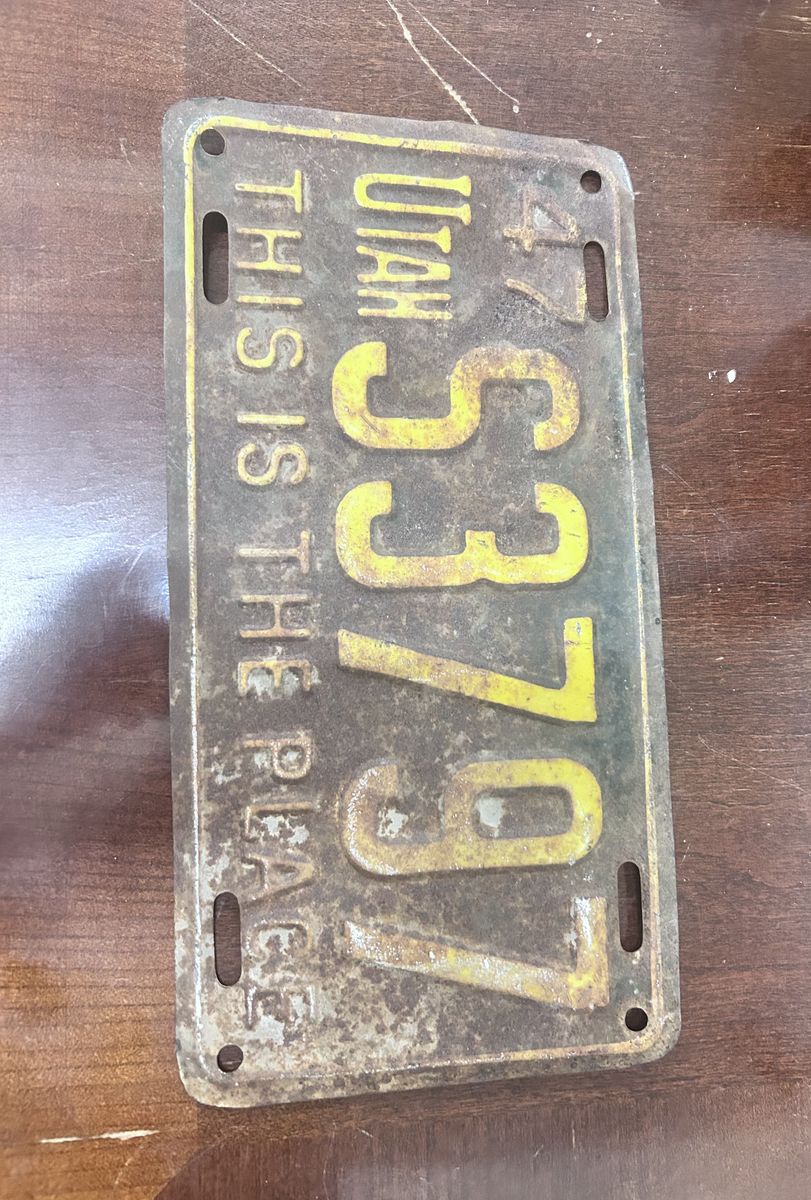 47
UTAH S3797
THIS IS THE PLACE